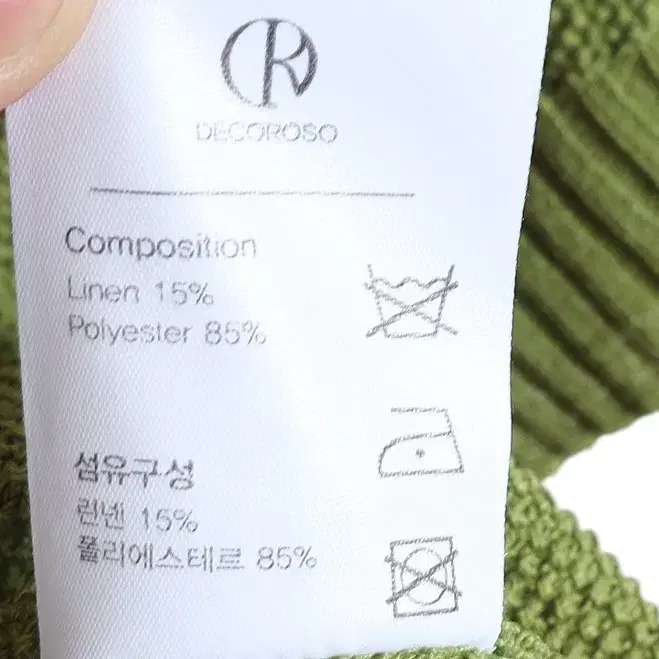 DECOROSO
Composition
Linen 15%
Polyester 85%
섬유구성
린넨 15%
폴리에스테르 85%